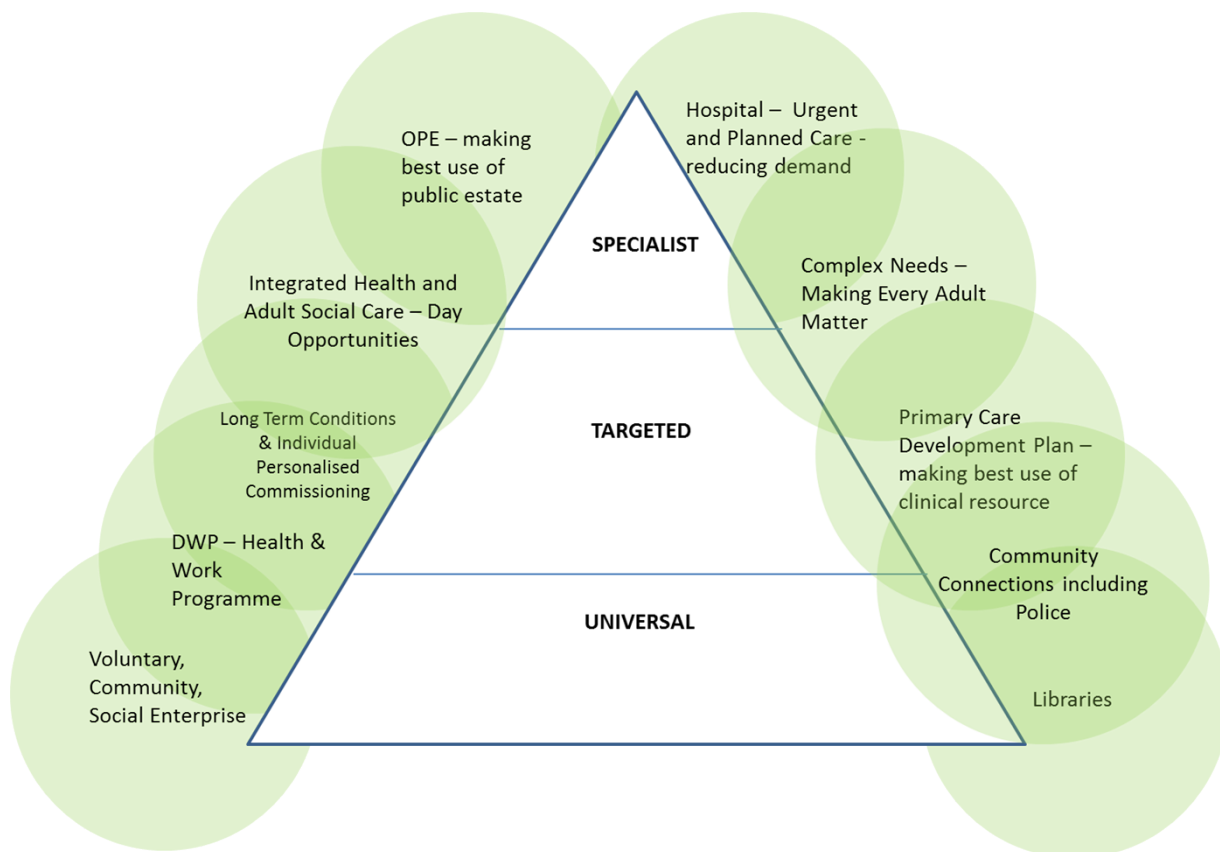 OPE – making
best use of
public estate
Hospital – Urgent
and Planned Care -
reducing demand
SPECIALIST
Integrated Health and
Adult Social Care – Day
Opportunities
Complex Needs –
Making Every Adult
Matter
Long Term Conditions
& Individual
Personalised
Commissioning
TARGETED
Primary Care
Development Plan –
making best use of
clinical resource
DWP – Health &
Work
Programme
Community
Connections including
Police
UNIVERSAL
Voluntary,
Community,
Social Enterprise
Libraries